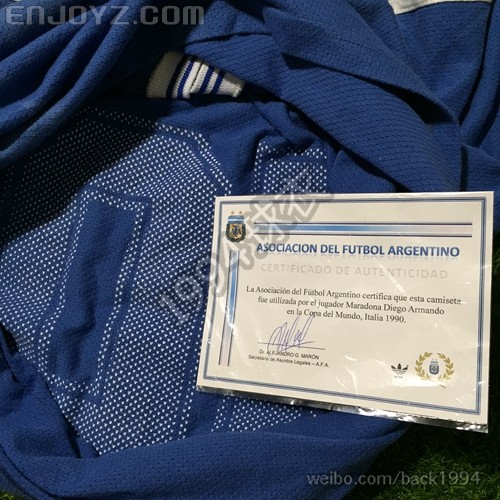 ENJOYZ.COM
ASOCIACION DEL FUTBOL ARGENTINO
CERTIFICADO DE AUTENTICIDAD
La Asociación del Fútbol Argentino certifica que esta camiseta
fue utilizada por el jugador Maradona Diego Armando
en la Copa del Mundo, Italia 1990.
Dr. ALEJANDRO G. MARÓN
Secretario de Asuntos Legales – A.F.A.
weibo.com/back1994